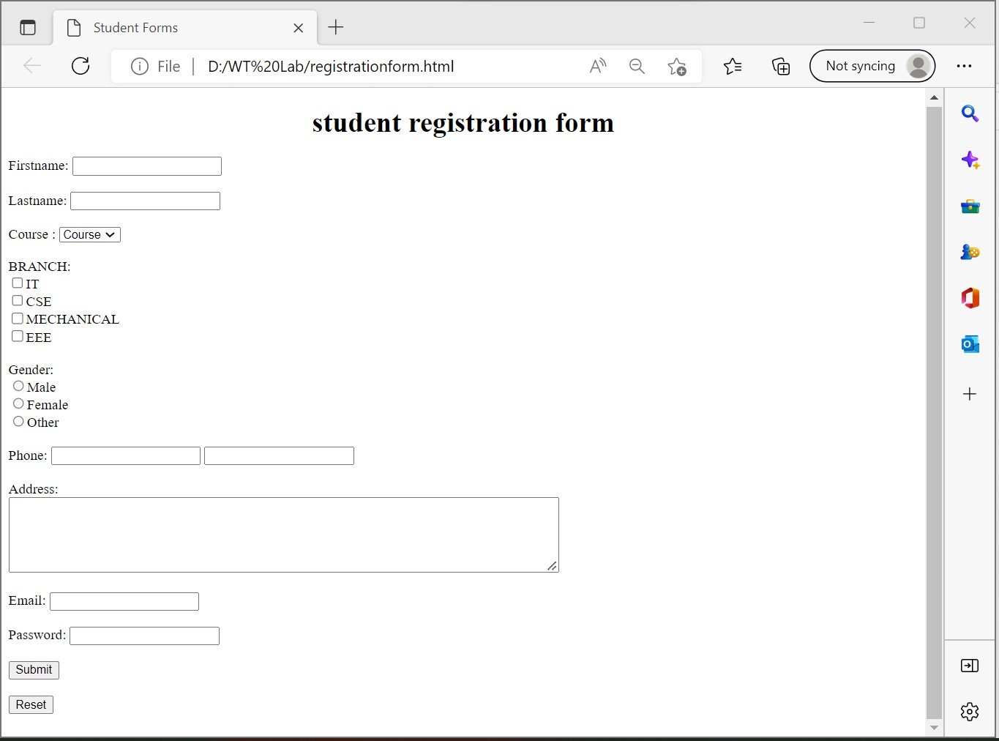 Student Forms
File | D:/WT%20Lab/registrationform.html
Not syncing
student registration form
Firstname:
Lastname:
Course : Course
BRANCH:
IT
CSE
MECHANICAL
EEE
Gender:
Male
Female
Other
Phone:
Address:
Email:
Password:
Submit
Reset